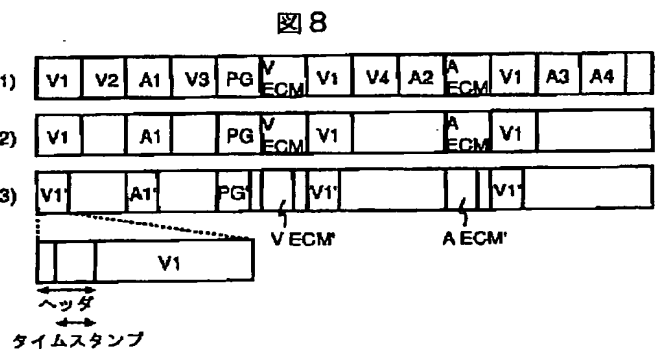 図8
1) V1 V2 A1 V3 PG V ECM V1 V4 A2 A ECM V1 A3 A4
2) V1 A1 PG V ECM V1 A ECM V1
3) V1' A1' PG' V1' V1'
V ECM' A ECM'
V1
ヘッダ
タイムスタンプ